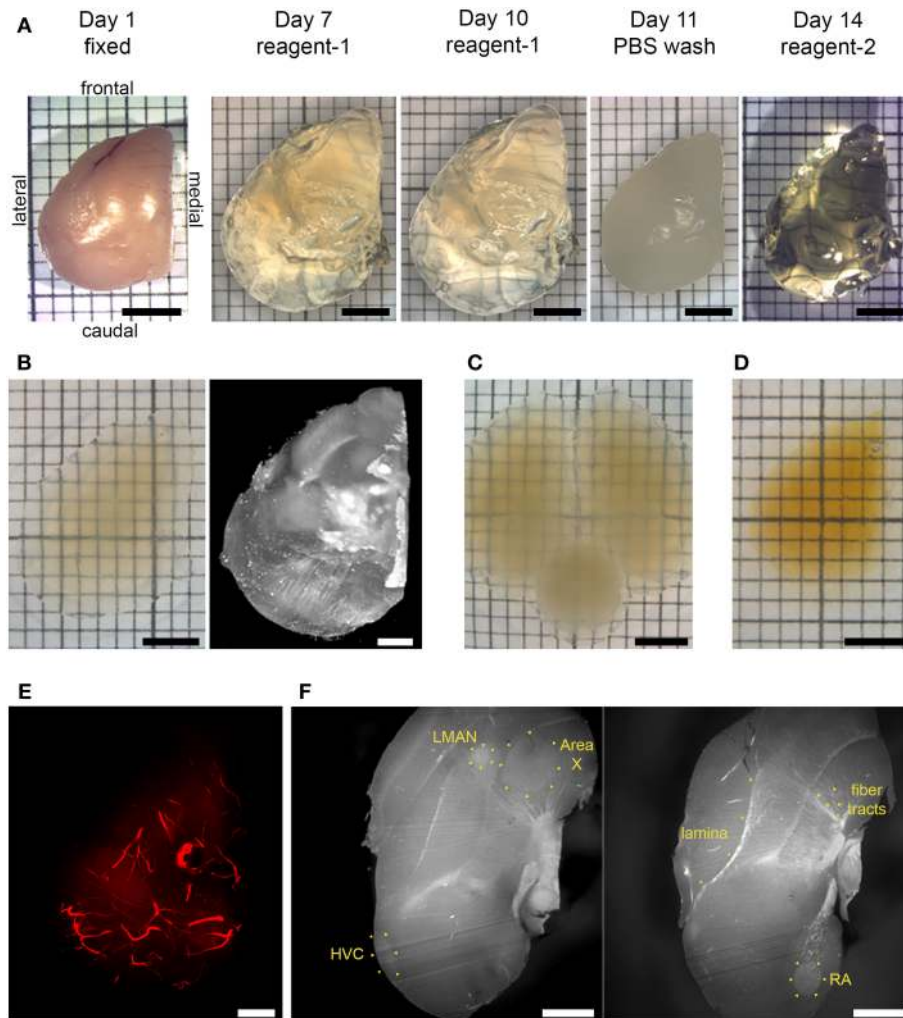 A
Day 1
fixed
Day 7
reagent-1
Day 10
reagent-1
Day 11
PBS wash
Day 14
reagent-2
frontal
lateral
medial
caudal
B
C
D
E
F
LMAN
Area
X
HVC
lamina
fiber
tracts
RA